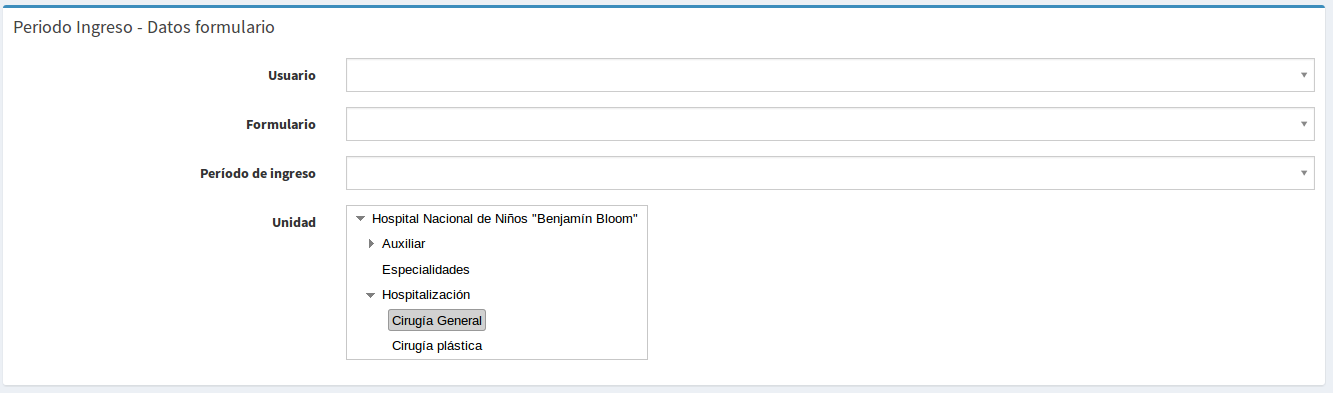 Periodo Ingreso - Datos formulario
Usuario
Formulario
Período de ingreso
Unidad
Hospital Nacional de Niños "Benjamín Bloom"
Auxiliar
Especialidades
Hospitalización
Cirugía General
Cirugía plástica